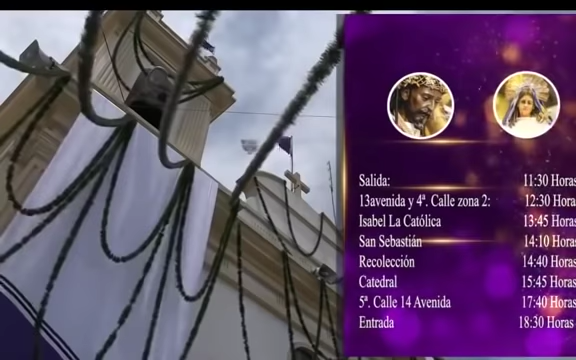 Salida: 11:30 Horas
13avenida y 4ª. Calle zona 2: 12:30 Horas
Isabel La Católica 13:45 Horas
San Sebastián 14:10 Horas
Recolección 14:40 Horas
Catedral 15:45 Horas
5ª. Calle 14 Avenida 17:40 Horas
Entrada 18:30 Horas